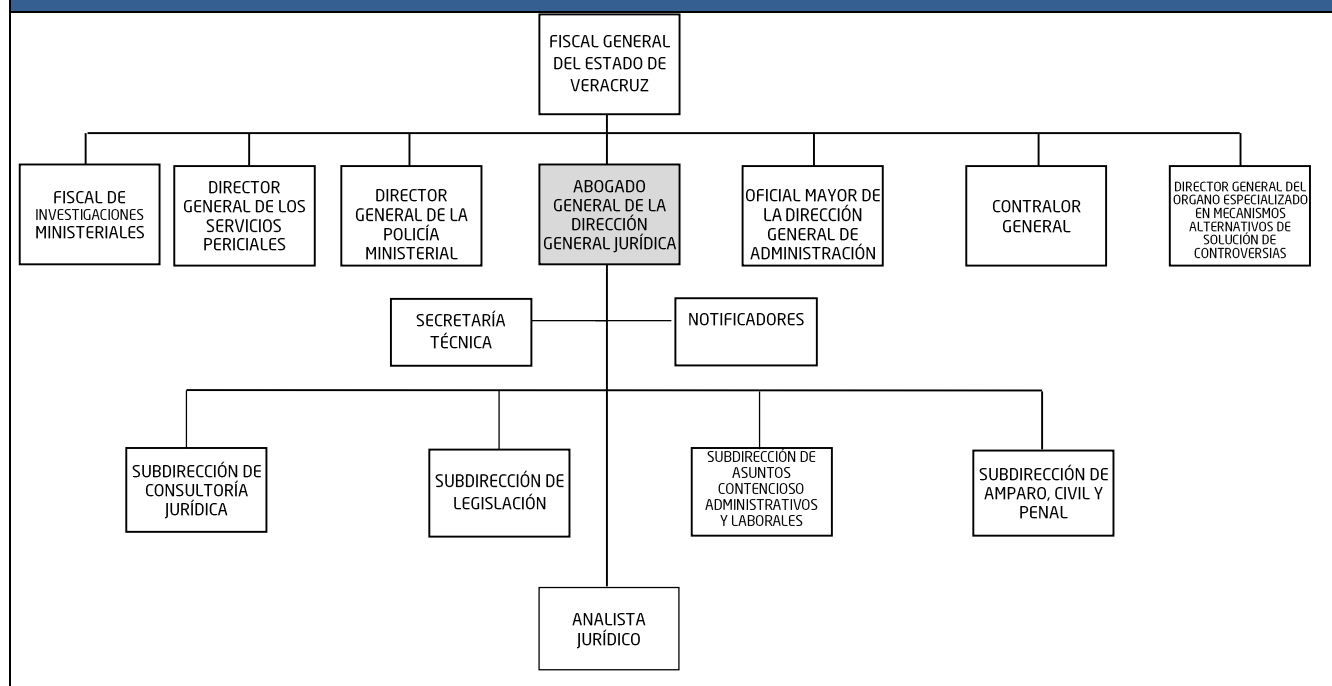 FISCAL GENERAL
DEL ESTADO DE
VERACRUZ
FISCAL DE
INVESTIGACIONES
MINISTERIALES
DIRECTOR
GENERAL DE LOS
SERVICIOS
PERICIALES
DIRECTOR
GENERAL DE LA
POLICÍA
MINISTERIAL
ABOGADO
GENERAL DE LA
DIRECCIÓN
GENERAL JURÍDICA
OFICIAL MAYOR DE
LA DIRECCIÓN
GENERAL DE
ADMINISTRACIÓN
CONTRALOR
GENERAL
DIRECTOR GENERAL DEL
ORGANO ESPECIALIZADO
EN MECANISMOS
ALTERNATIVOS DE
SOLUCIÓN DE
CONTROVERSIAS
SECRETARÍA
TÉCNICA
NOTIFICADORES
SUBDIRECCIÓN DE
CONSULTORÍA
JURÍDICA
SUBDIRECCIÓN DE
LEGISLACIÓN
SUBDIRECCIÓN DE
ASUNTOS
CONTENCIOSO
ADMINISTRATIVOS
Y LABORALES
SUBDIRECCIÓN DE
AMPARO, CIVIL Y
PENAL
ANALISTA
JURÍDICO